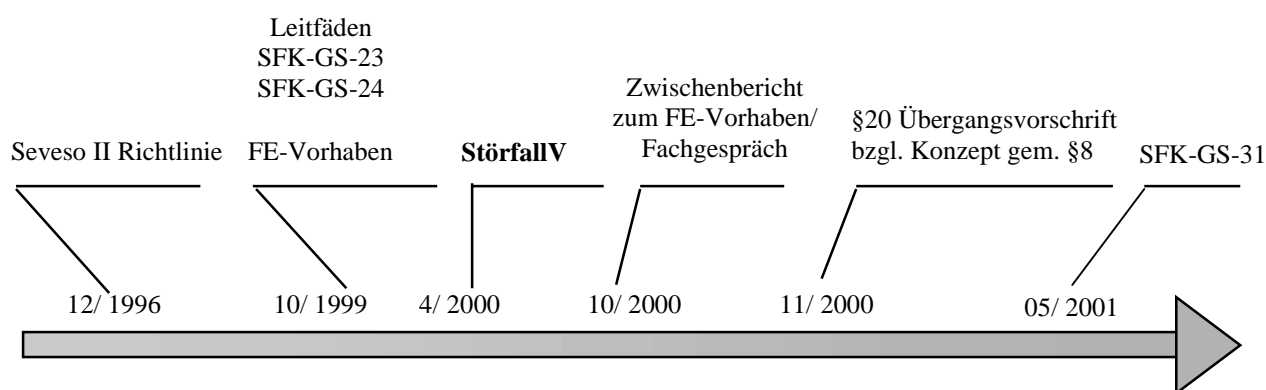 Leitfäden
SFK-GS-23
SFK-GS-24
Seveso II Richtlinie
FE-Vorhaben
StörfallV
Zwischenbericht
zum FE-Vorhaben/
Fachgespräch
§20 Übergangsvorschrift
bzgl. Konzept gem. §8
SFK-GS-31
12/ 1996
10/ 1999
4/ 2000
10/ 2000
11/ 2000
05/ 2001